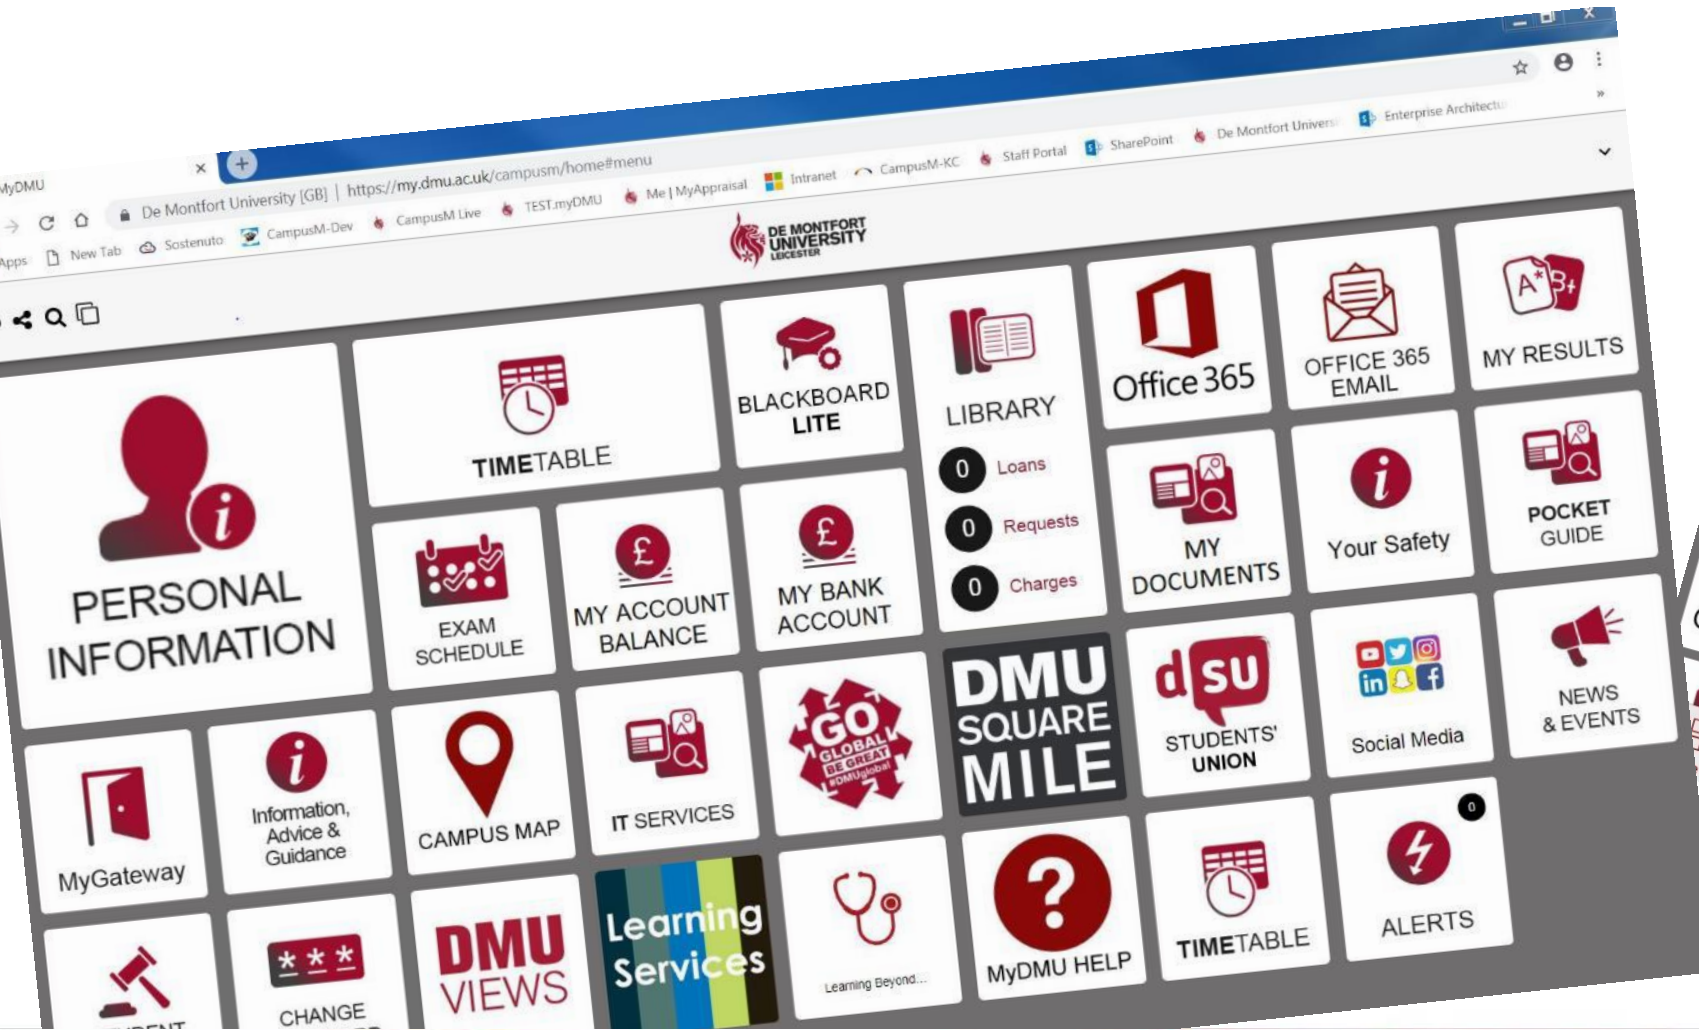 MyDMU
De Montfort University [GB] | https://my.dmu.ac.uk/campusm/home#menu
Apps New Tab Sostenuto CampusM-Dev CampusM Live TEST.myDMU Me | MyAppraisal Intranet CampusM-KC Staff Portal SharePoint De Montfort Univers Enterprise Architectu
»
DE MONTFORT
UNIVERSITY
LEICESTER
PERSONAL
INFORMATION
TIMETABLE
BLACKBOARD
LITE
LIBRARY
0 Loans
0 Requests
0 Charges
Office 365
OFFICE 365
EMAIL
A* B+
MY RESULTS
EXAM
SCHEDULE
£
MY ACCOUNT
BALANCE
£
MY BANK
ACCOUNT
MY
DOCUMENTS
i
Your Safety
POCKET
GUIDE
MyGateway
i
Information,
Advice &
Guidance
CAMPUS MAP
IT SERVICES
GO
GLOBAL
BE GREAT
#DMUglobal
DMU
SQUARE
MILE
dsu
STUDENTS'
UNION
in
f
Social Media
NEWS
& EVENTS
***
CHANGE
DMU
VIEWS
Learning
Services
Learning Beyond...
?
MyDMU HELP
TIMETABLE
0
ALERTS